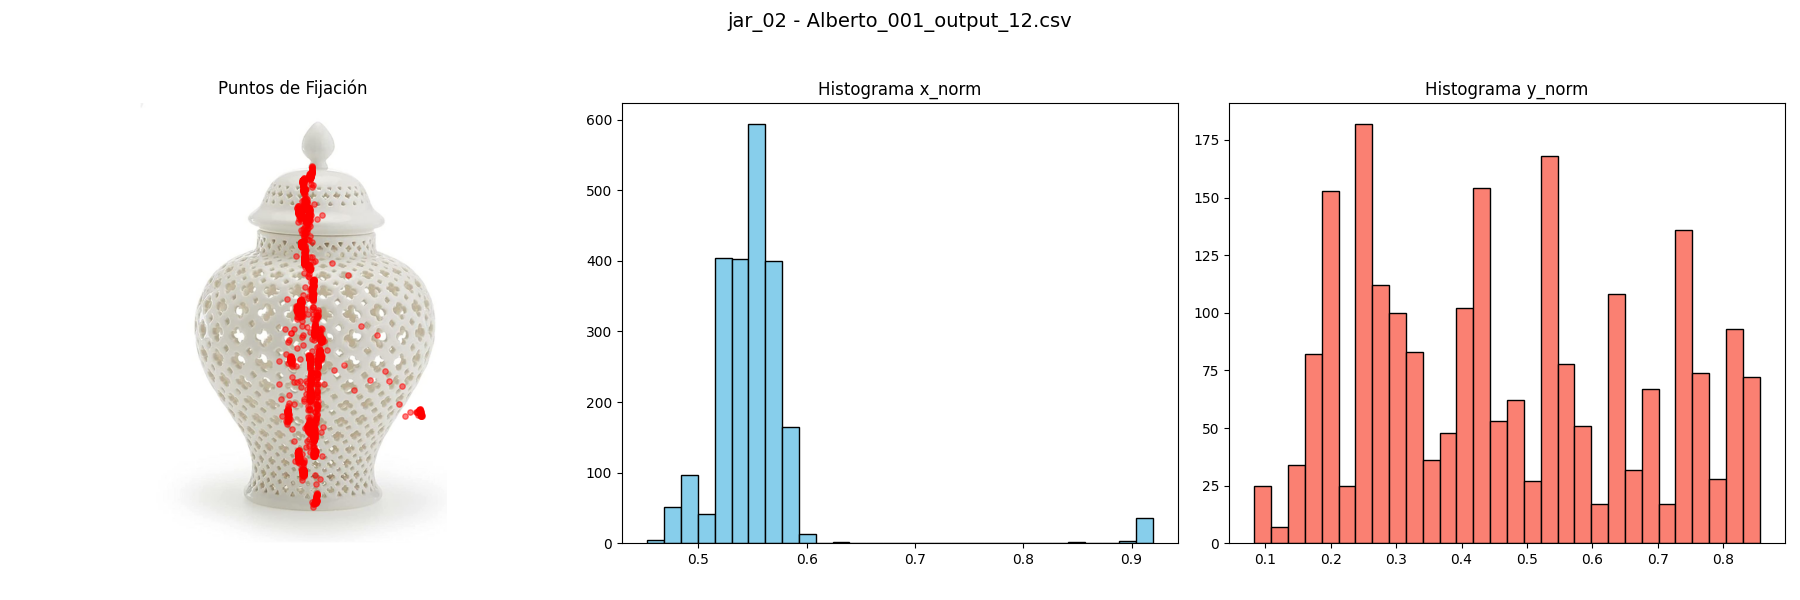 jar_02 - Alberto_001_output_12.csv
Puntos de Fijación
Histograma x_norm
600
500
400
300
200
100
0
0.5 0.6 0.7 0.8 0.9
Histograma y_norm
175
150
125
100
75
50
25
0
0.1 0.2 0.3 0.4 0.5 0.6 0.7 0.8